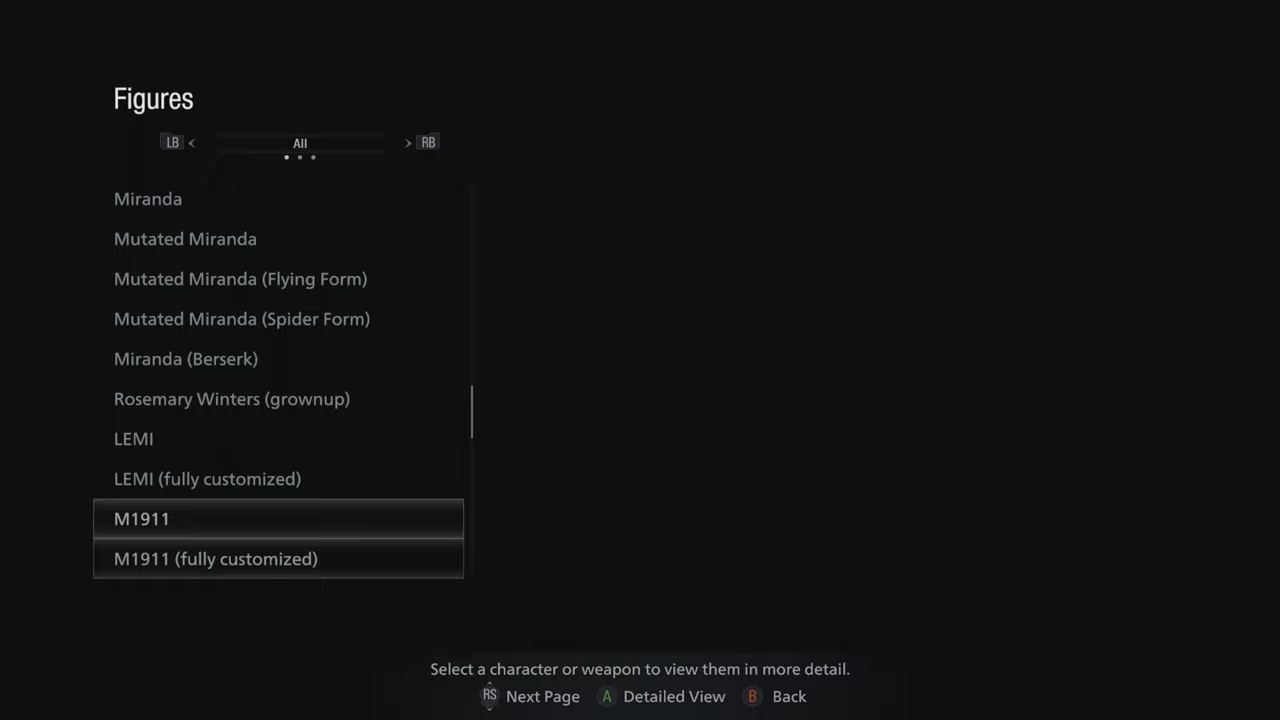 Figures
LB < All > RB
Miranda
Mutated Miranda
Mutated Miranda (Flying Form)
Mutated Miranda (Spider Form)
Miranda (Berserk)
Rosemary Winters (grownup)
LEMI
LEMI (fully customized)
M1911
M1911 (fully customized)
Select a character or weapon to view them in more detail.
RS Next Page A Detailed View B Back